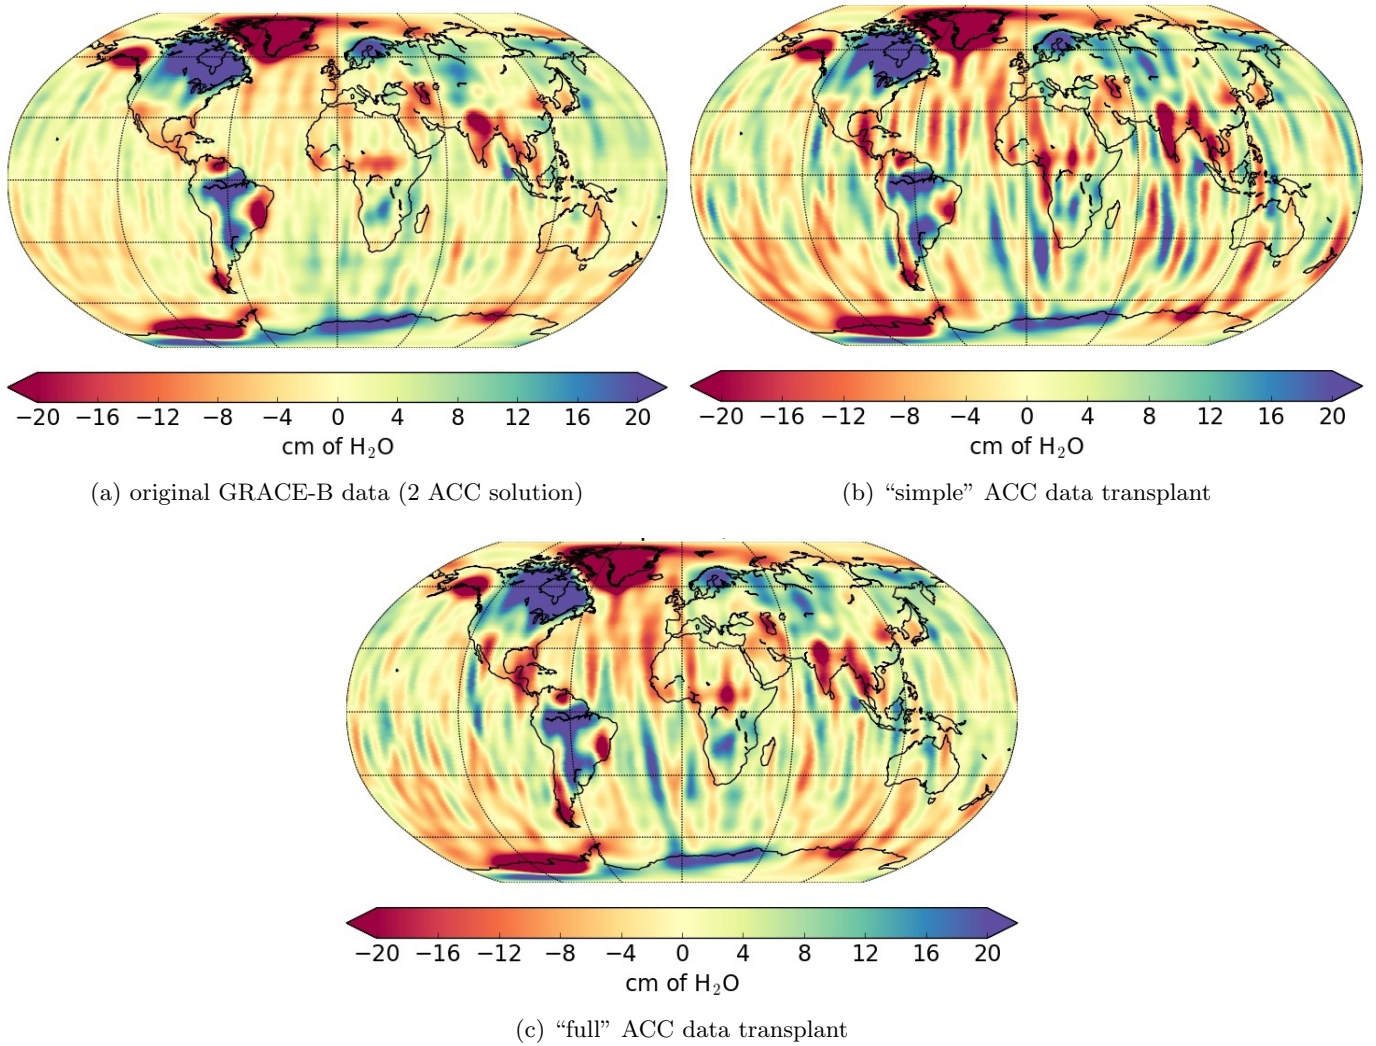 −20 −16 −12 −8 −4 0 4 8 12 16 20
cm of H₂O
(a) original GRACE-B data (2 ACC solution)
−20 −16 −12 −8 −4 0 4 8 12 16 20
cm of H₂O
(b) “simple” ACC data transplant
−20 −16 −12 −8 −4 0 4 8 12 16 20
cm of H₂O
(c) “full” ACC data transplant